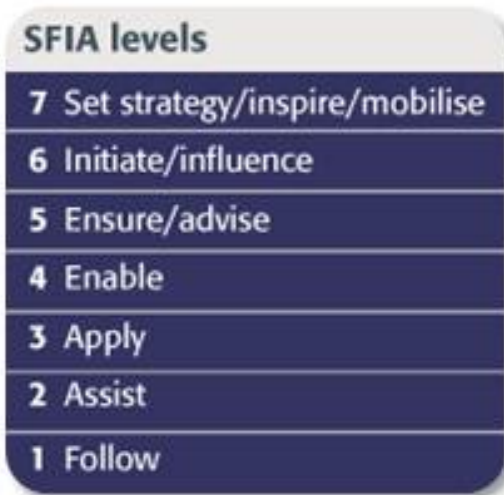 SFIA levels
7 Set strategy/inspire/mobilise
6 Initiate/influence
5 Ensure/advise
4 Enable
3 Apply
2 Assist
1 Follow